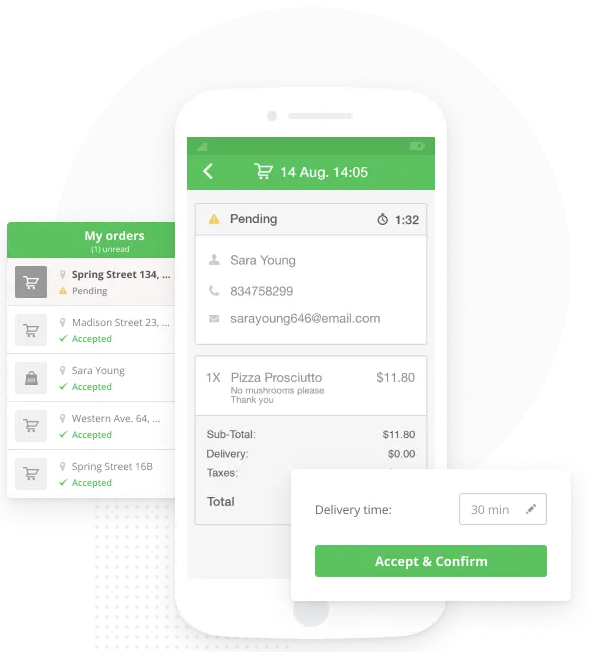 14 Aug. 14:05
My orders
(1) unread
Spring Street 134, ...
Pending
Madison Street 23, ...
Accepted
Sara Young
Accepted
Western Ave. 64, ...
Accepted
Spring Street 16B
Accepted
Pending 1:32
Sara Young
834758299
sarayoung646@email.com
1X Pizza Prosciutto $11.80
No mushrooms please
Thank you
Sub-Total: $11.80
Delivery: $0.00
Taxes:
Total
Delivery time: 30 min
Accept & Confirm